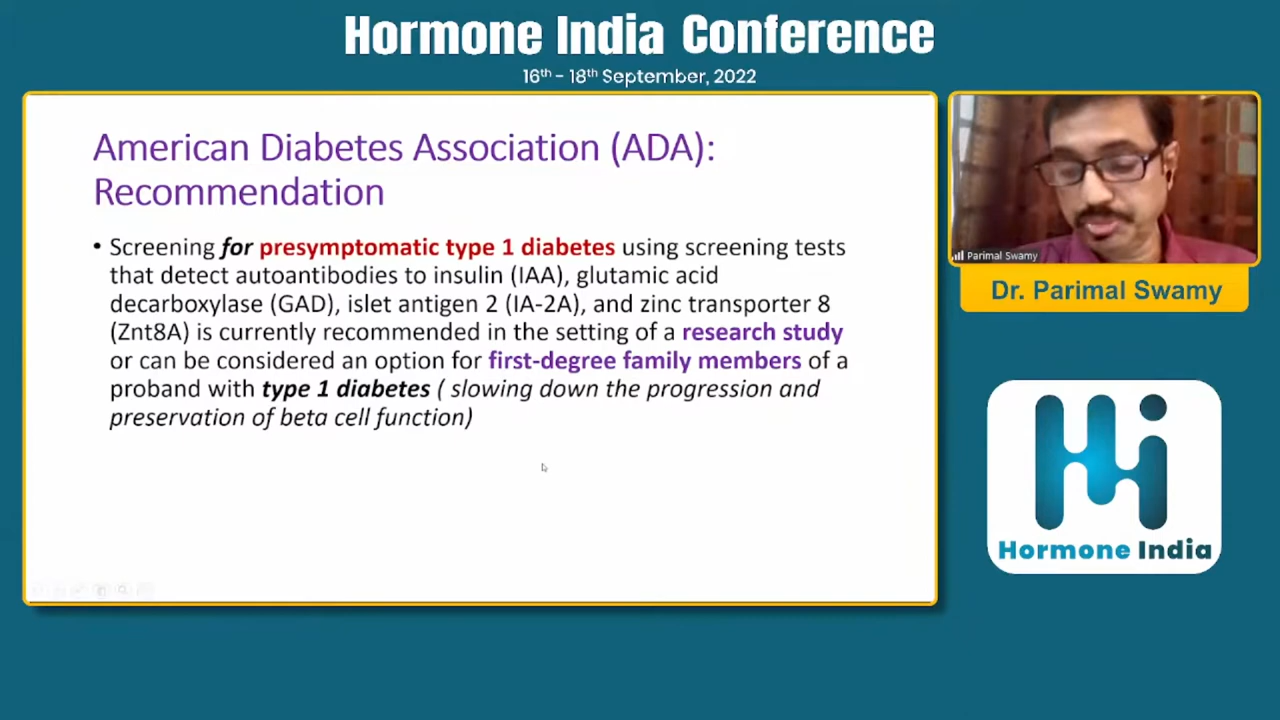 Hormone India Conference
16th - 18th September, 2022
American Diabetes Association (ADA):
Recommendation
• Screening for presymptomatic type 1 diabetes using screening tests
that detect autoantibodies to insulin (IAA), glutamic acid
decarboxylase (GAD), islet antigen 2 (IA-2A), and zinc transporter 8
(Znt8A) is currently recommended in the setting of a research study
or can be considered an option for first-degree family members of a
proband with type 1 diabetes ( slowing down the progression and
preservation of beta cell function)
Parimal Swamy
Dr. Parimal Swamy
Hormone India